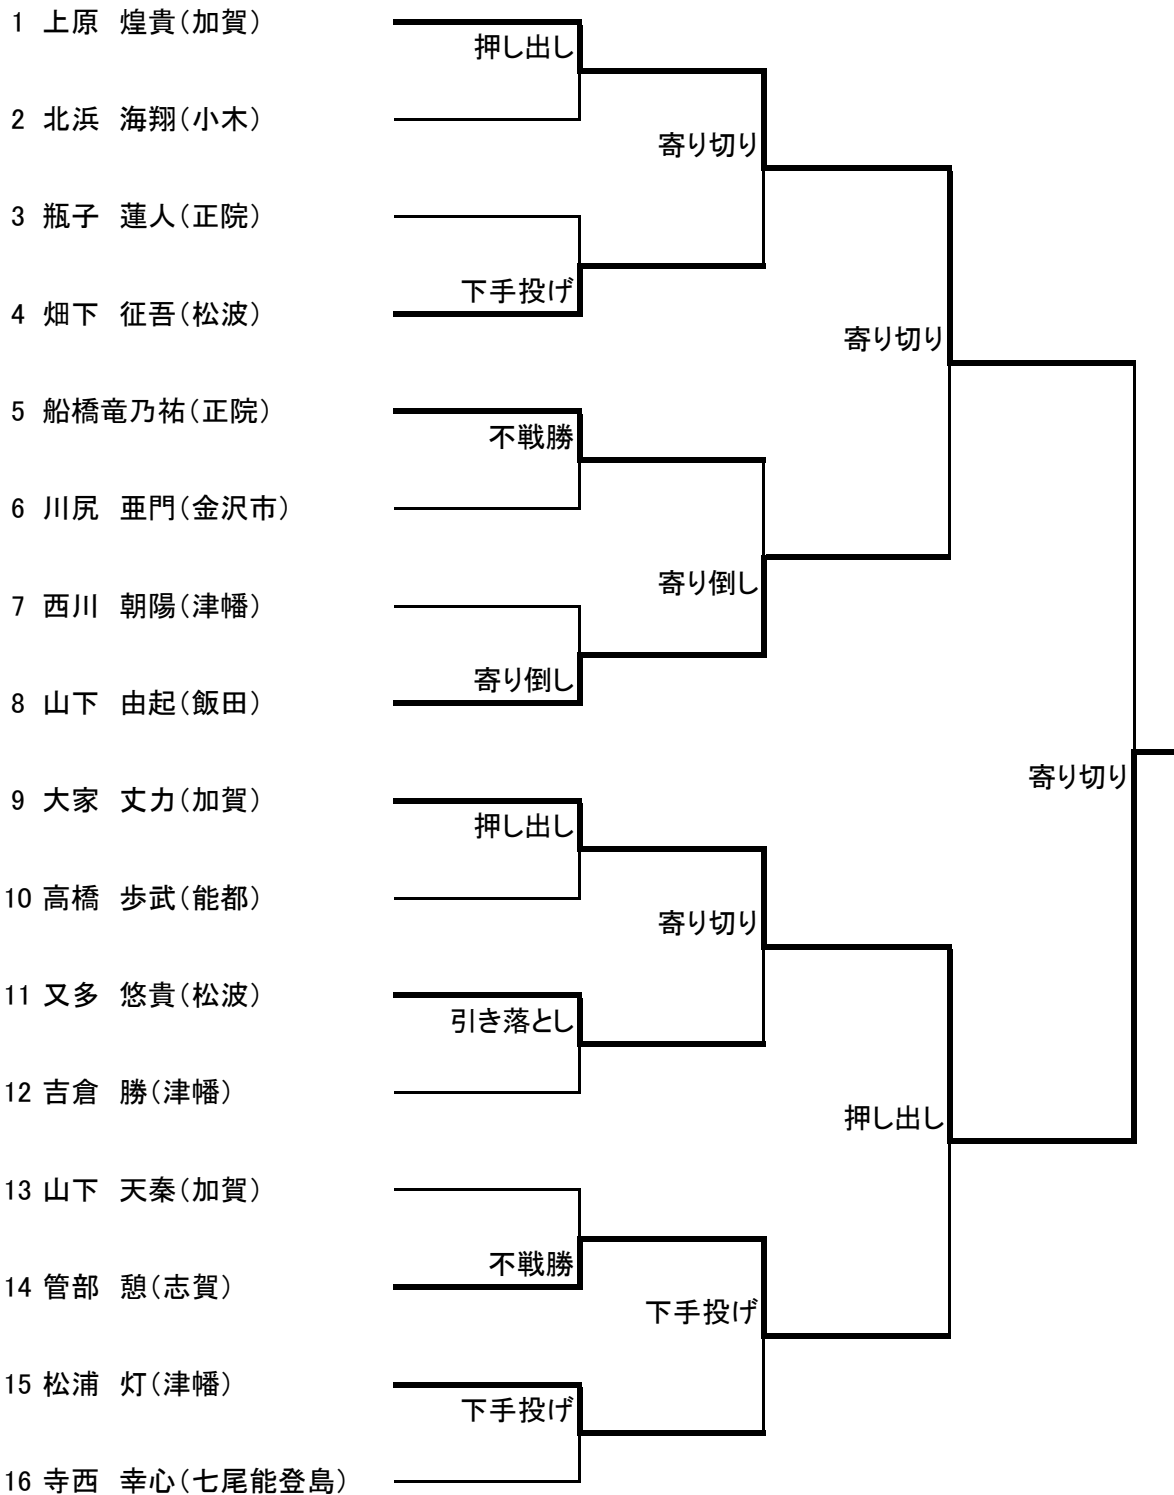 1 上原 煌貴（加賀）
押し出し
2 北浜 海翔（小木）
寄り切り
3 瓶子 蓮人（正院）
下手投げ
4 畑下 征吾（松波）
寄り切り
5 船橋竜乃祐（正院）
不戦勝
6 川尻 亜門（金沢市）
寄り倒し
7 西川 朝陽（津幡）
寄り倒し
8 山下 由起（飯田）
寄り切り
9 大家 丈力（加賀）
押し出し
10 高橋 歩武（能都）
寄り切り
11 又多 悠貴（松波）
引き落とし
12 吉倉 勝（津幡）
押し出し
13 山下 天秦（加賀）
不戦勝
14 管部 憩（志賀）
下手投げ
15 松浦 灯（津幡）
下手投げ
16 寺西 幸心（七尾能登島）